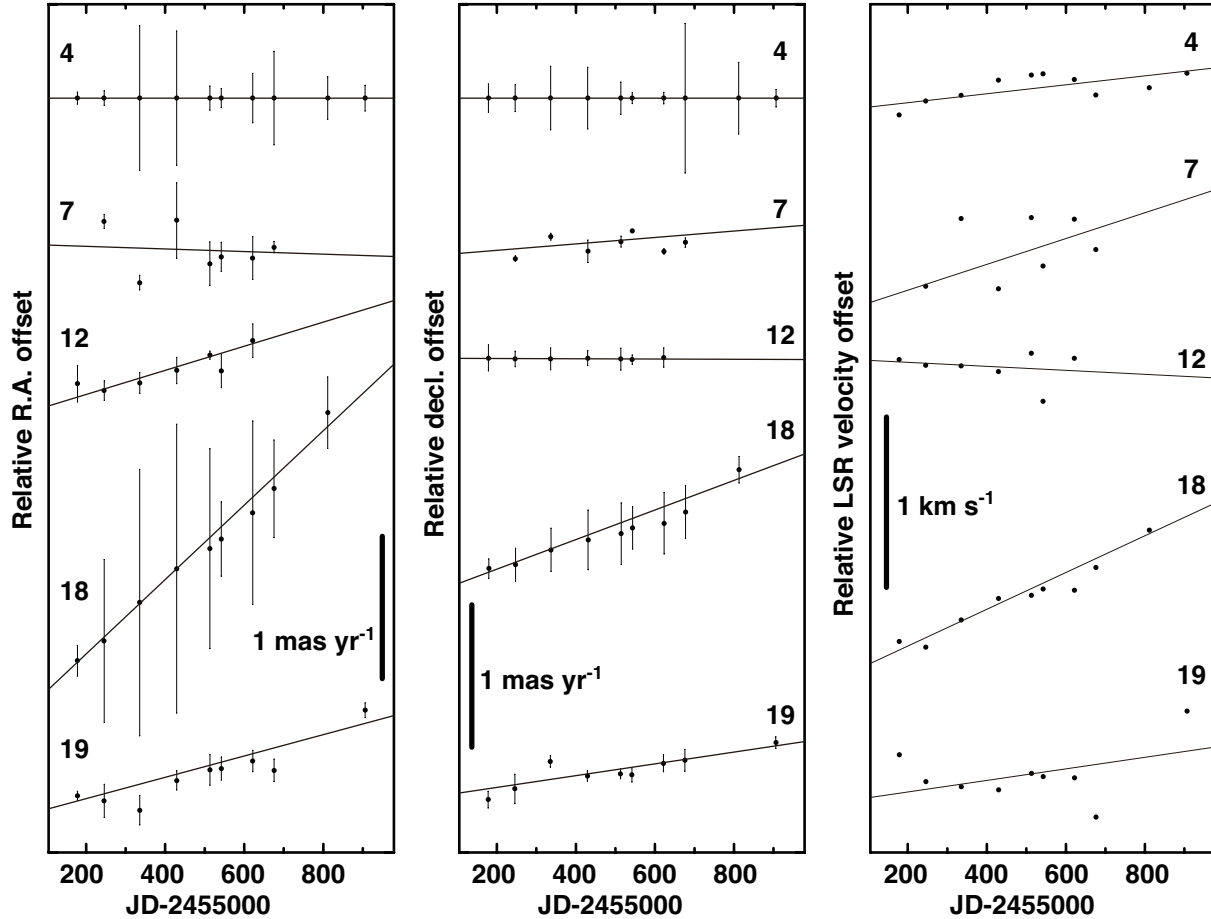 Relative R.A. offset
4
7
12
18
19
1 mas yr-1
200 400 600 800
JD-2455000
Relative decl. offset
4
7
12
18
19
1 mas yr-1
200 400 600 800
JD-2455000
Relative LSR velocity offset
4
7
12
18
19
1 km s-1
200 400 600 800
JD-2455000